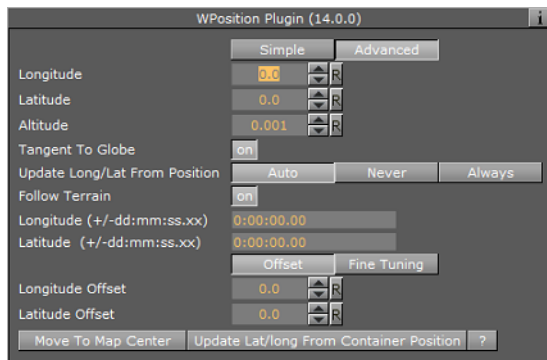 WPosition Plugin (14.0.0) i
Simple Advanced
Longitude 0.0 R
Latitude 0.0 R
Altitude 0.001 R
Tangent To Globe on
Update Long/Lat From Position Auto Never Always
Follow Terrain on
Longitude (+/-dd:mm:ss.xx) 0:00:00.00
Latitude (+/-dd:mm:ss.xx) 0:00:00.00
Offset Fine Tuning
Longitude Offset 0.0 R
Latitude Offset 0.0 R
Move To Map Center Update Lat/long From Container Position ?